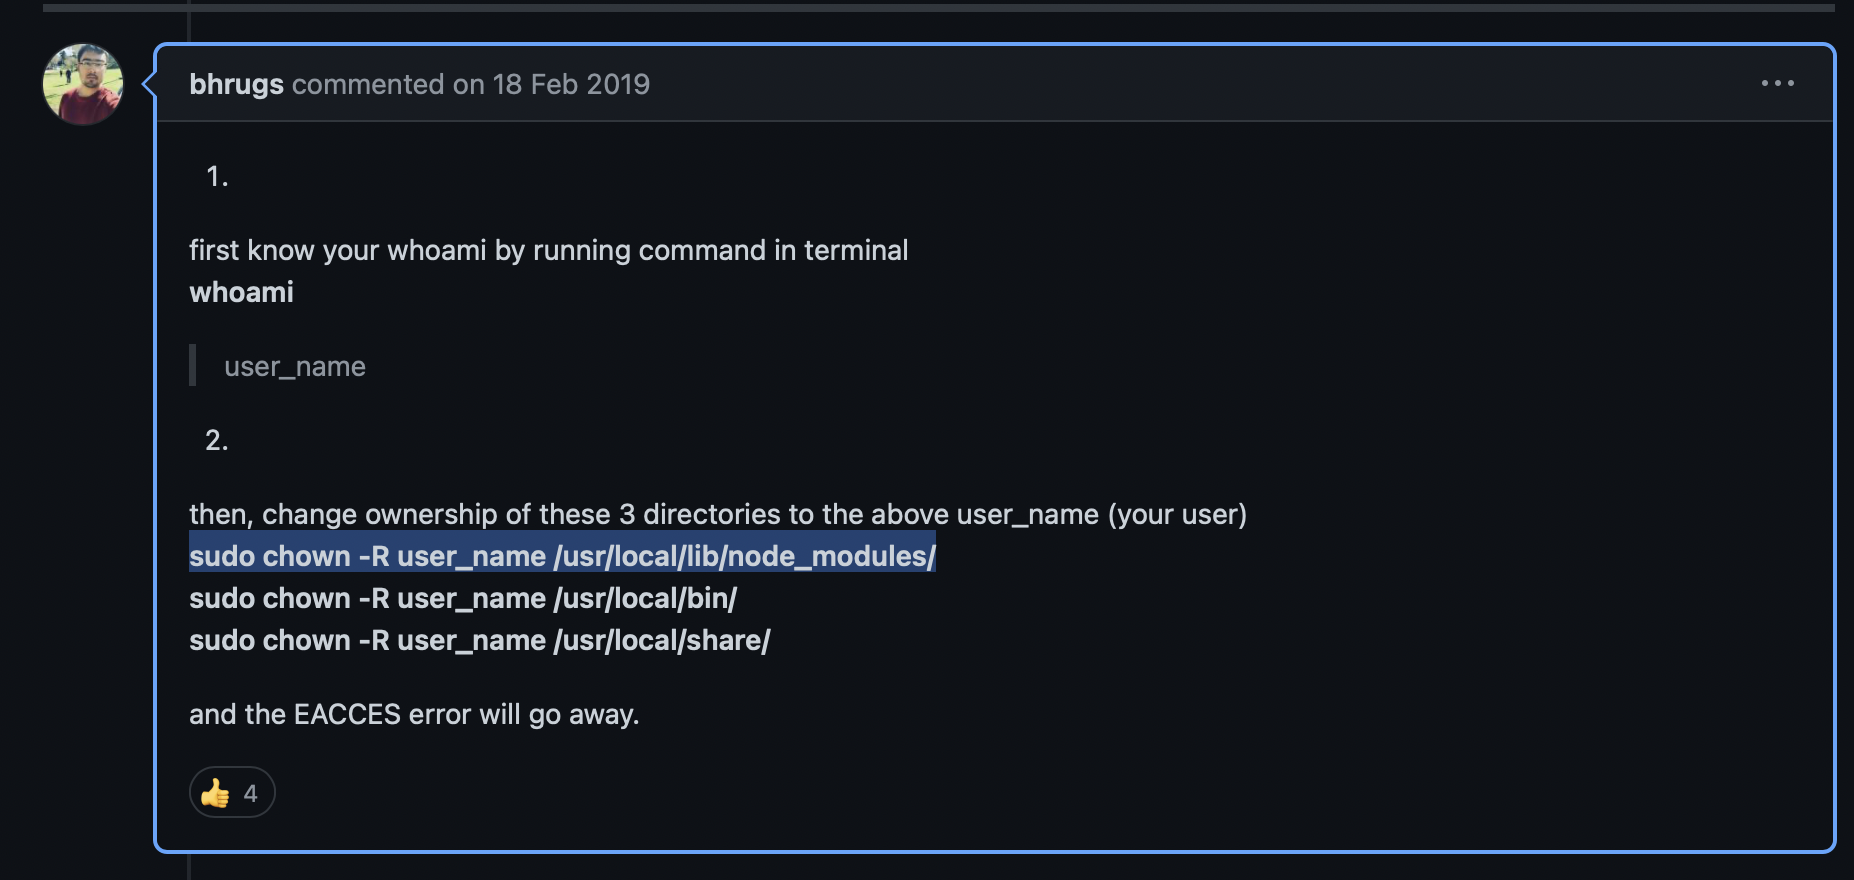 bhrugs commented on 18 Feb 2019
1.
first know your whoami by running command in terminal
whoami
user_name
2.
then, change ownership of these 3 directories to the above user_name (your user)
sudo chown -R user_name /usr/local/lib/node_modules/
sudo chown -R user_name /usr/local/bin/
sudo chown -R user_name /usr/local/share/
and the EACCES error will go away.
👍 4